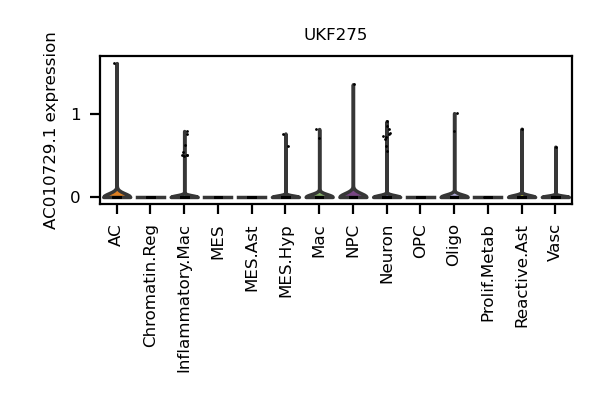 UKF275
AC010729.1 expression
1
0
AC
Chromatin.Reg
Inflammatory.Mac
MES
MES.Ast
MES.Hyp
Mac
NPC
Neuron
OPC
Oligo
Prolif.Metab
Reactive.Ast
Vasc